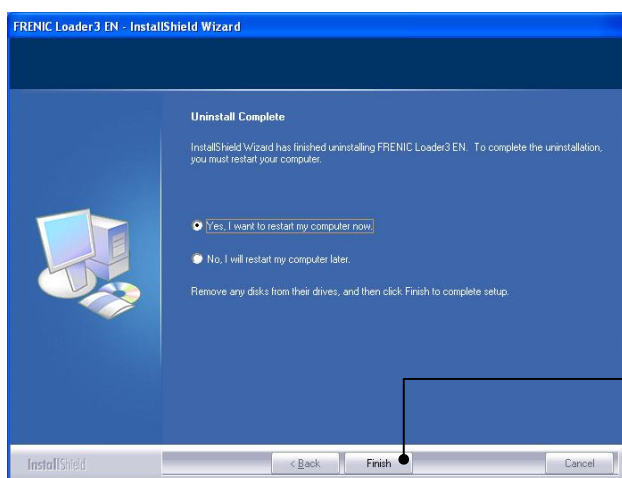 FRENIC Loader3 EN - InstallShield Wizard
Uninstall Complete
InstallShield Wizard has finished uninstalling FRENIC Loader3 EN.  To complete the uninstallation,
you must restart your computer.
Yes, I want to restart my computer now.
No, I will restart my computer later.
Remove any disks from their drives, and then click Finish to complete setup.
InstallShield
< Back
Finish
Cancel